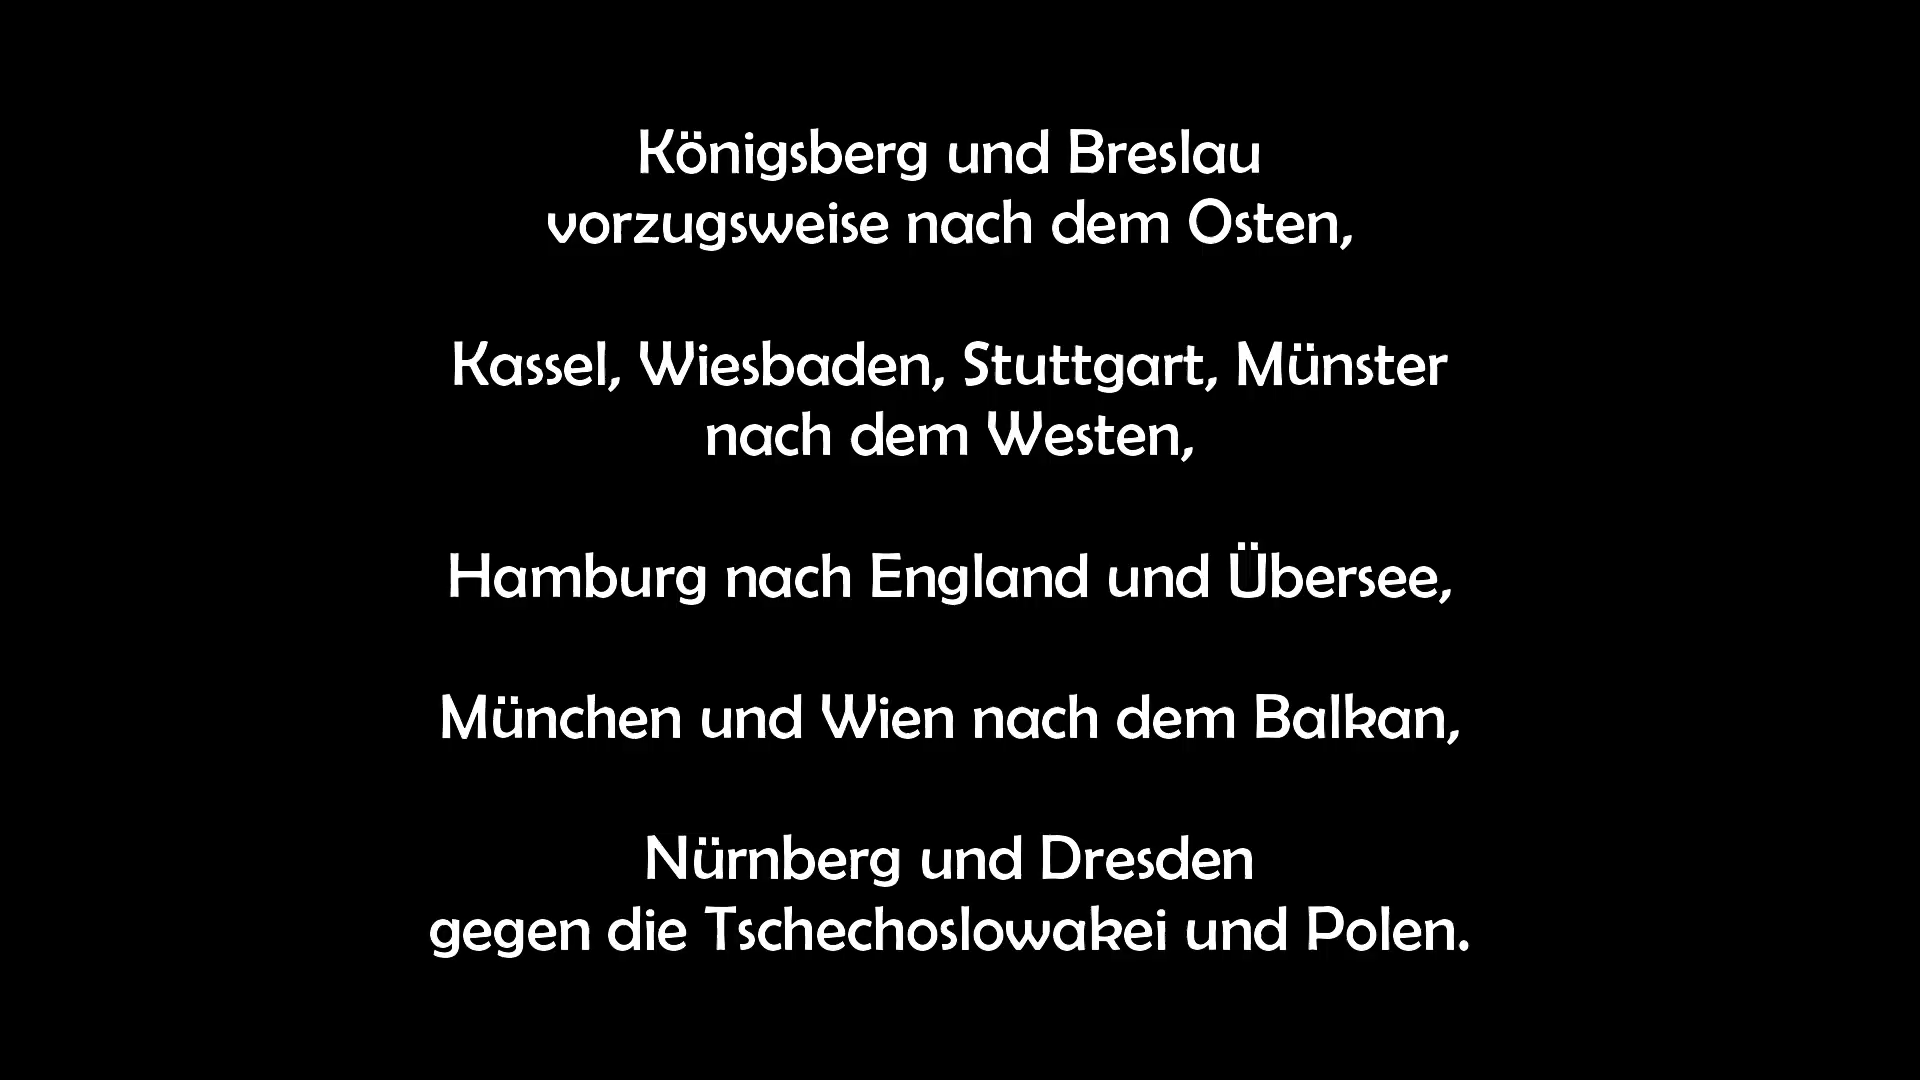 Königsberg und Breslau
vorzugsweise nach dem Osten,
Kassel, Wiesbaden, Stuttgart, Münster
nach dem Westen,
Hamburg nach England und Übersee,
München und Wien nach dem Balkan,
Nürnberg und Dresden
gegen die Tschechoslowakei und Polen.